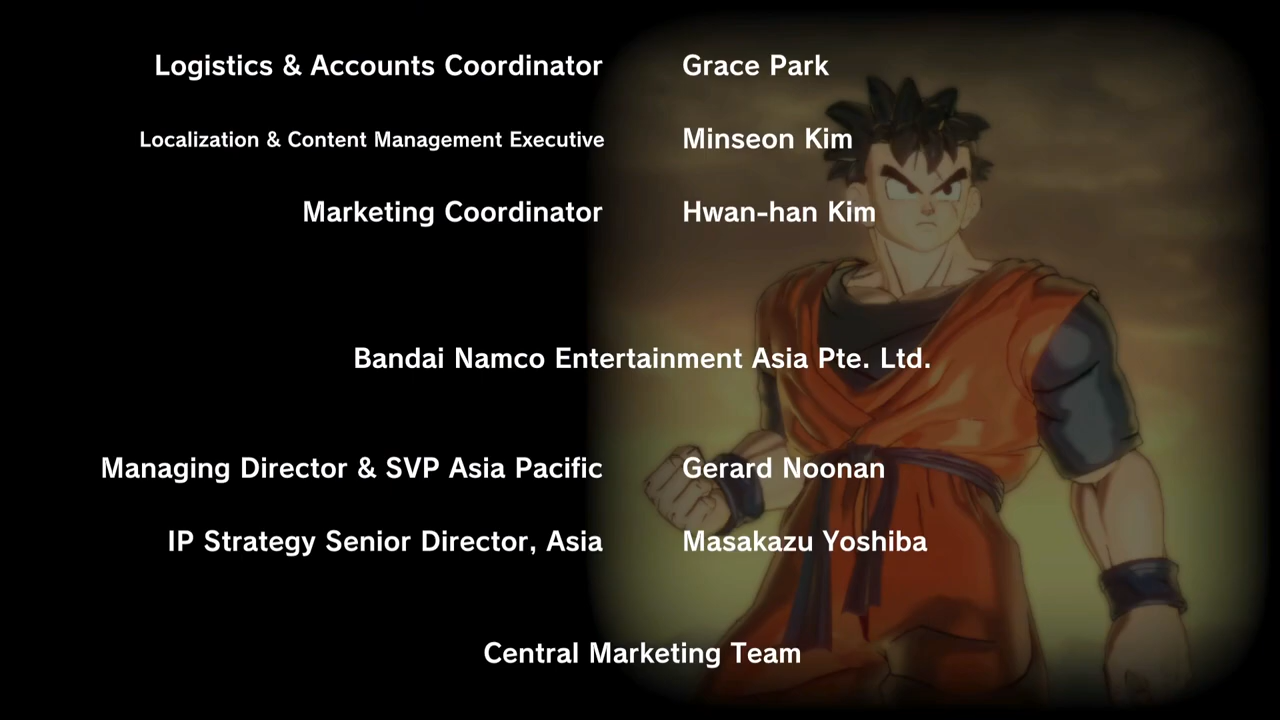 Logistics & Accounts Coordinator Grace Park
Localization & Content Management Executive Minseon Kim
Marketing Coordinator Hwan-han Kim
Bandai Namco Entertainment Asia Pte. Ltd.
Managing Director & SVP Asia Pacific Gerard Noonan
IP Strategy Senior Director, Asia Masakazu Yoshiba
Central Marketing Team